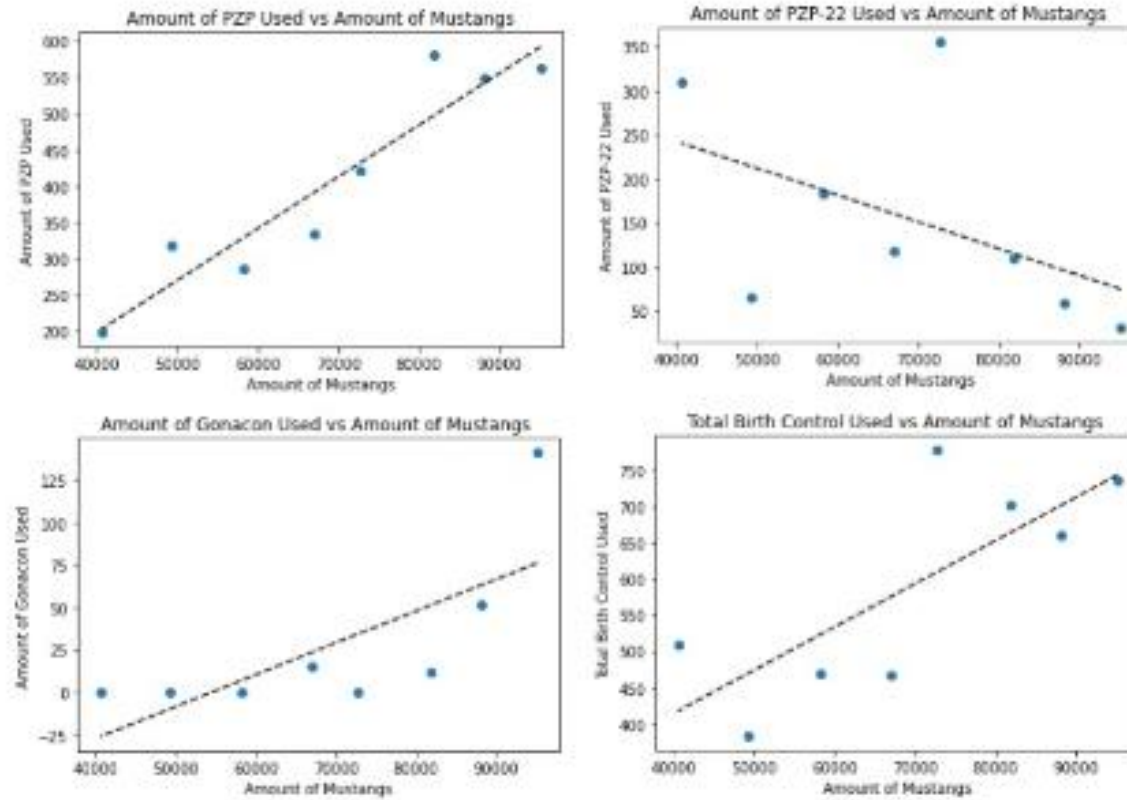 Amount of PZP Used vs Amount of Mustangs
600
550
500
450
400
350
300
250
200
Amount of PZP Used
40000 50000 60000 70000 80000 90000
Amount of Mustangs
Amount of PZP-22 Used vs Amount of Mustangs
350
300
250
200
150
100
50
Amount of PZP-22 Used
40000 50000 60000 70000 80000 90000
Amount of Mustangs
Amount of Gonacon Used vs Amount of Mustangs
125
100
75
50
25
0
−25
Amount of Gonacon Used
40000 50000 60000 70000 80000 90000
Amount of Mustangs
Total Birth Control Used vs Amount of Mustangs
750
700
650
600
550
500
450
400
Total Birth Control Used
40000 50000 60000 70000 80000 90000
Amount of Mustangs